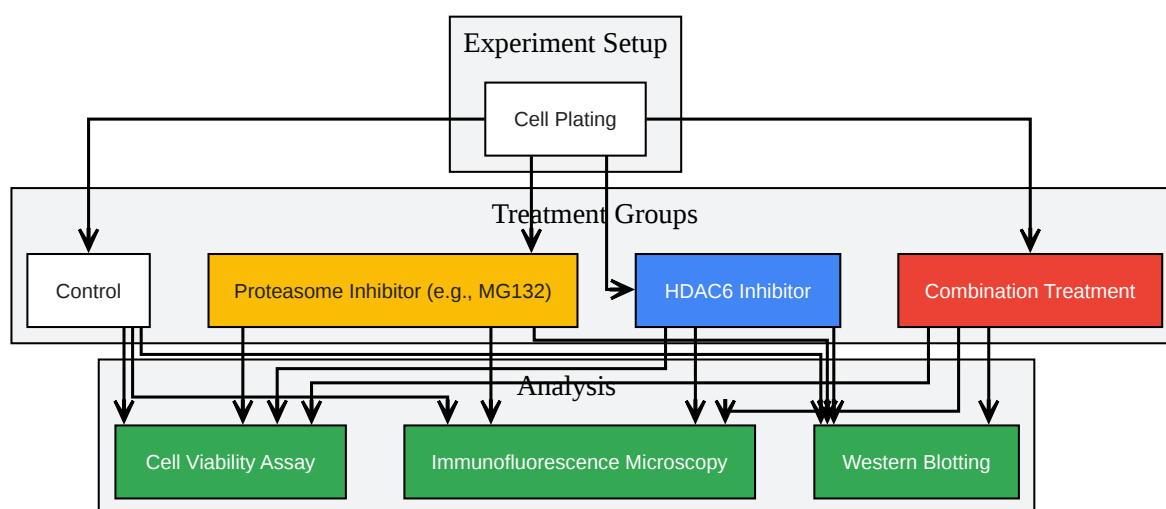 Experiment Setup
Cell Plating
Treatment Groups
Control
Proteasome Inhibitor (e.g., MG132)
HDAC6 Inhibitor
Combination Treatment
Analysis
Cell Viability Assay
Immunofluorescence Microscopy
Western Blotting